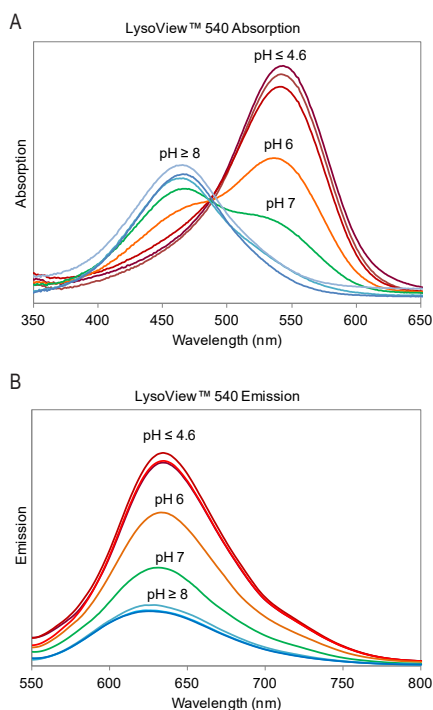 A
LysoView™ 540 Absorption
pH ≤ 4.6
pH ≥ 8
pH 6
pH 7
Absorption
350 400 450 500 550 600 650
Wavelength (nm)
B
LysoView™ 540 Emission
pH ≤ 4.6
pH 6
pH 7
pH ≥ 8
Emission
550 600 650 700 750 800
Wavelength (nm)